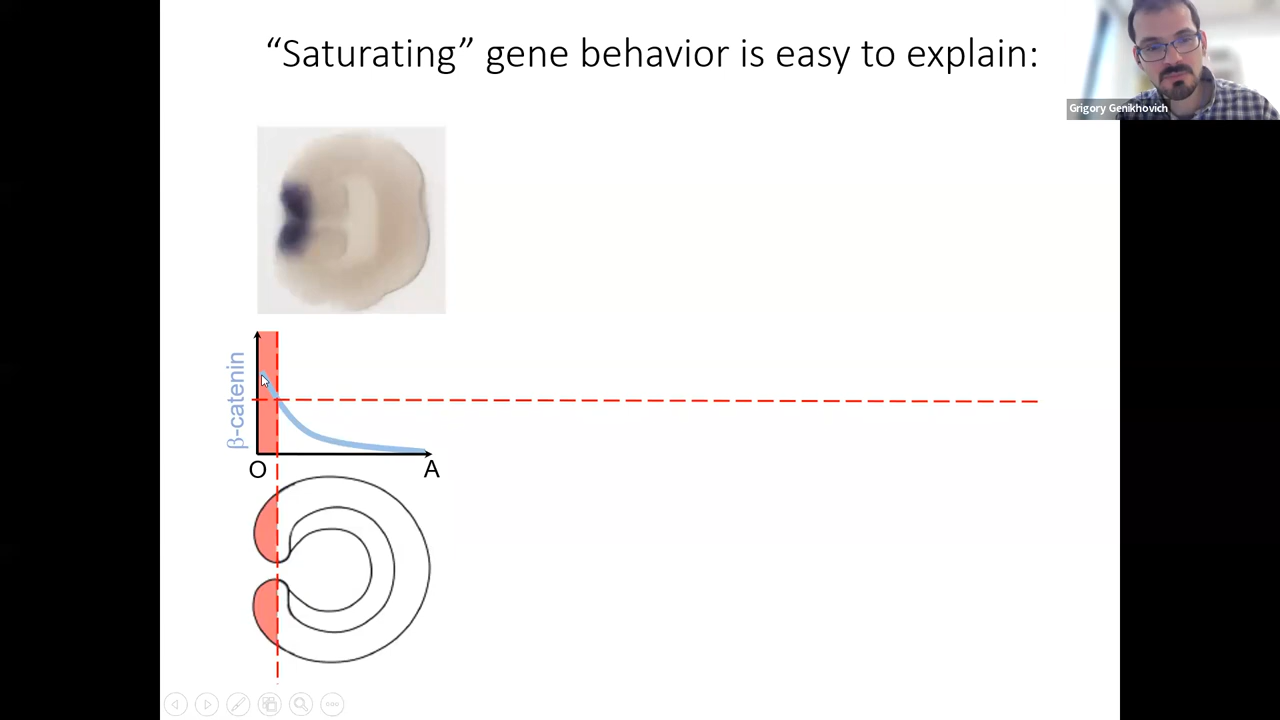 “Saturating” gene behavior is easy to explain:
Grigory Genikhovich
β-catenin
O
A